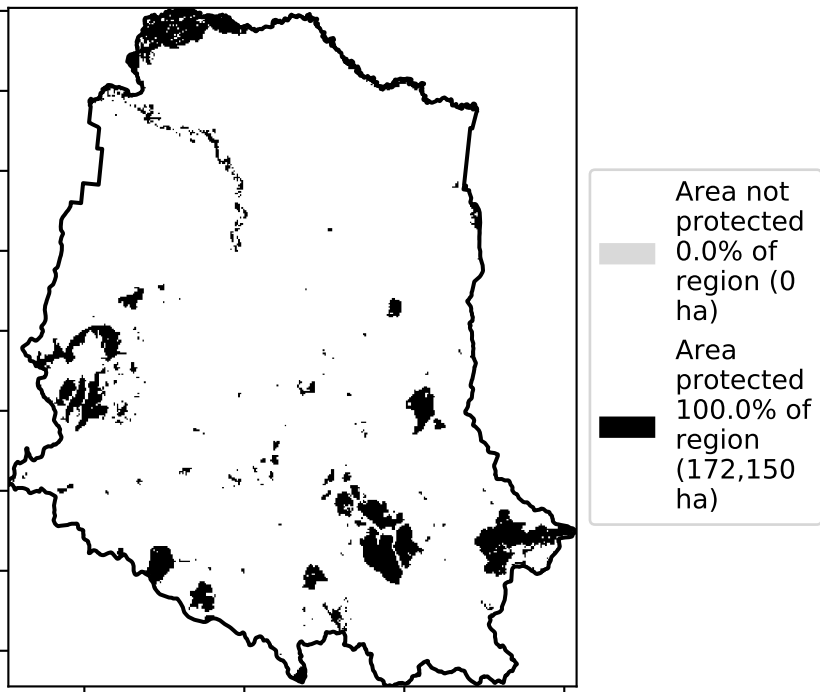 Area not
protected
0.0% of
region (0
ha)
Area
protected
100.0% of
region
(172,150
ha)